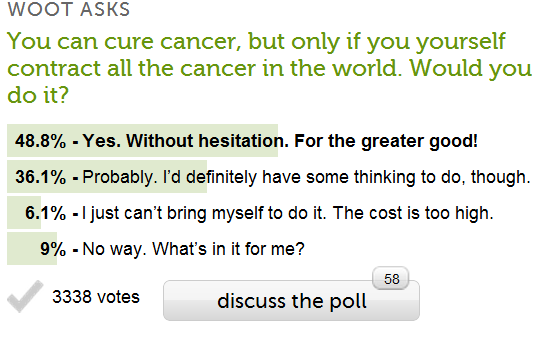 WOOT ASKS
You can cure cancer, but only if you yourself
contract all the cancer in the world. Would you
do it?
48.8% - Yes. Without hesitation. For the greater good!
36.1% - Probably. I'd definitely have some thinking to do, though.
6.1% - I just can't bring myself to do it. The cost is too high.
9% - No way. What's in it for me?
58
3338 votes
discuss the poll